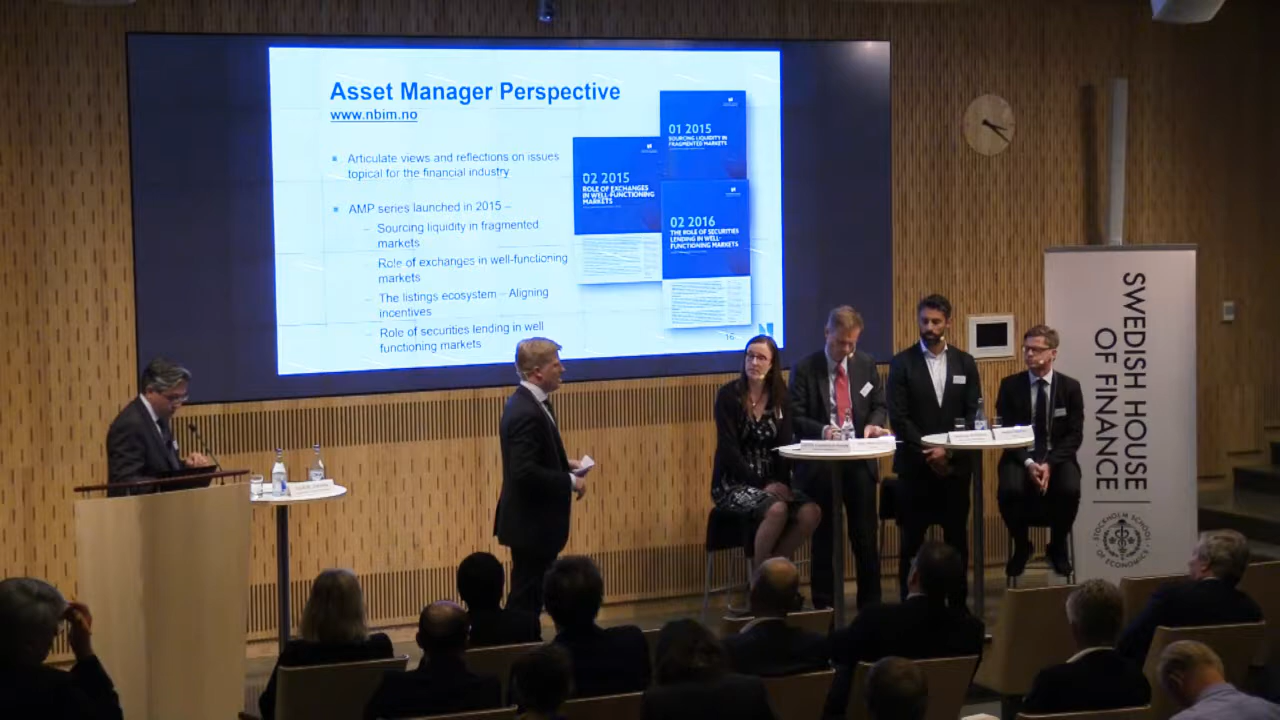 Asset Manager Perspective
www.nbim.no
Articulate views and reflections on issues
topical for the financial industry
AMP series launched in 2015 –
– Sourcing liquidity in fragmented
markets
Role of exchanges in well-functioning
markets
– The listings ecosystem – Aligning
incentives
– Role of securities lending in well
functioning markets
01 2015
SOURCING LIQUIDITY IN
FRAGMENTED MARKETS
02 2015
ROLE OF EXCHANGES
IN WELL-FUNCTIONING
MARKETS
02 2016
THE ROLE OF SECURITIES
LENDING IN WELL-
FUNCTIONING MARKETS
16
SWEDISH HOUSE
OF FINANCE
STOCKHOLM SCHOOL
OF ECONOMICS